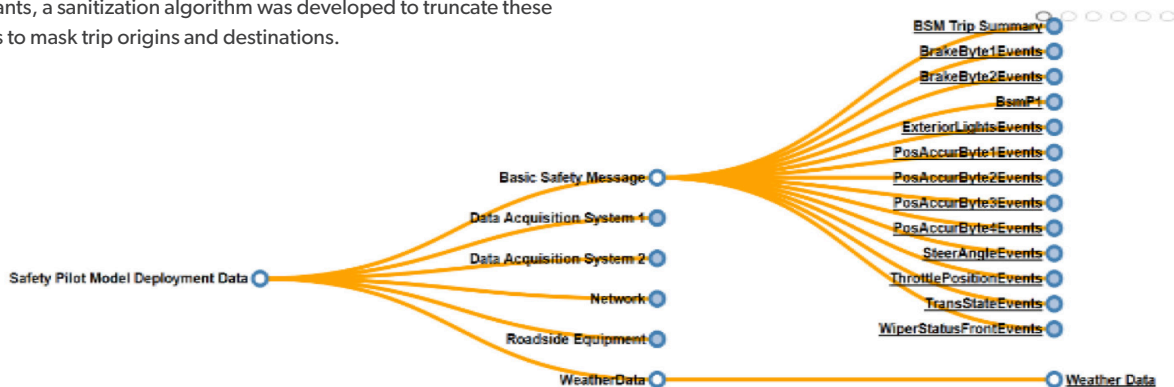 ants, a sanitization algorithm was developed to truncate these
s to mask trip origins and destinations.
BSM Trip Summary
BrakeByte1Events
BrakeByte2Events
BsmP1
ExteriorLightsEvents
PosAccurByte1Events
PosAccurByte2Events
PosAccurByte3Events
PosAccurByte4Events
SteerAngleEvents
ThrottlePositionEvents
TransStateEvents
WiperStatusFrontEvents
Basic Safety Message
Data Acquisition System 1
Data Acquisition System 2
Network
Roadside Equipment
WeatherData
Weather Data
Safety Pilot Model Deployment Data